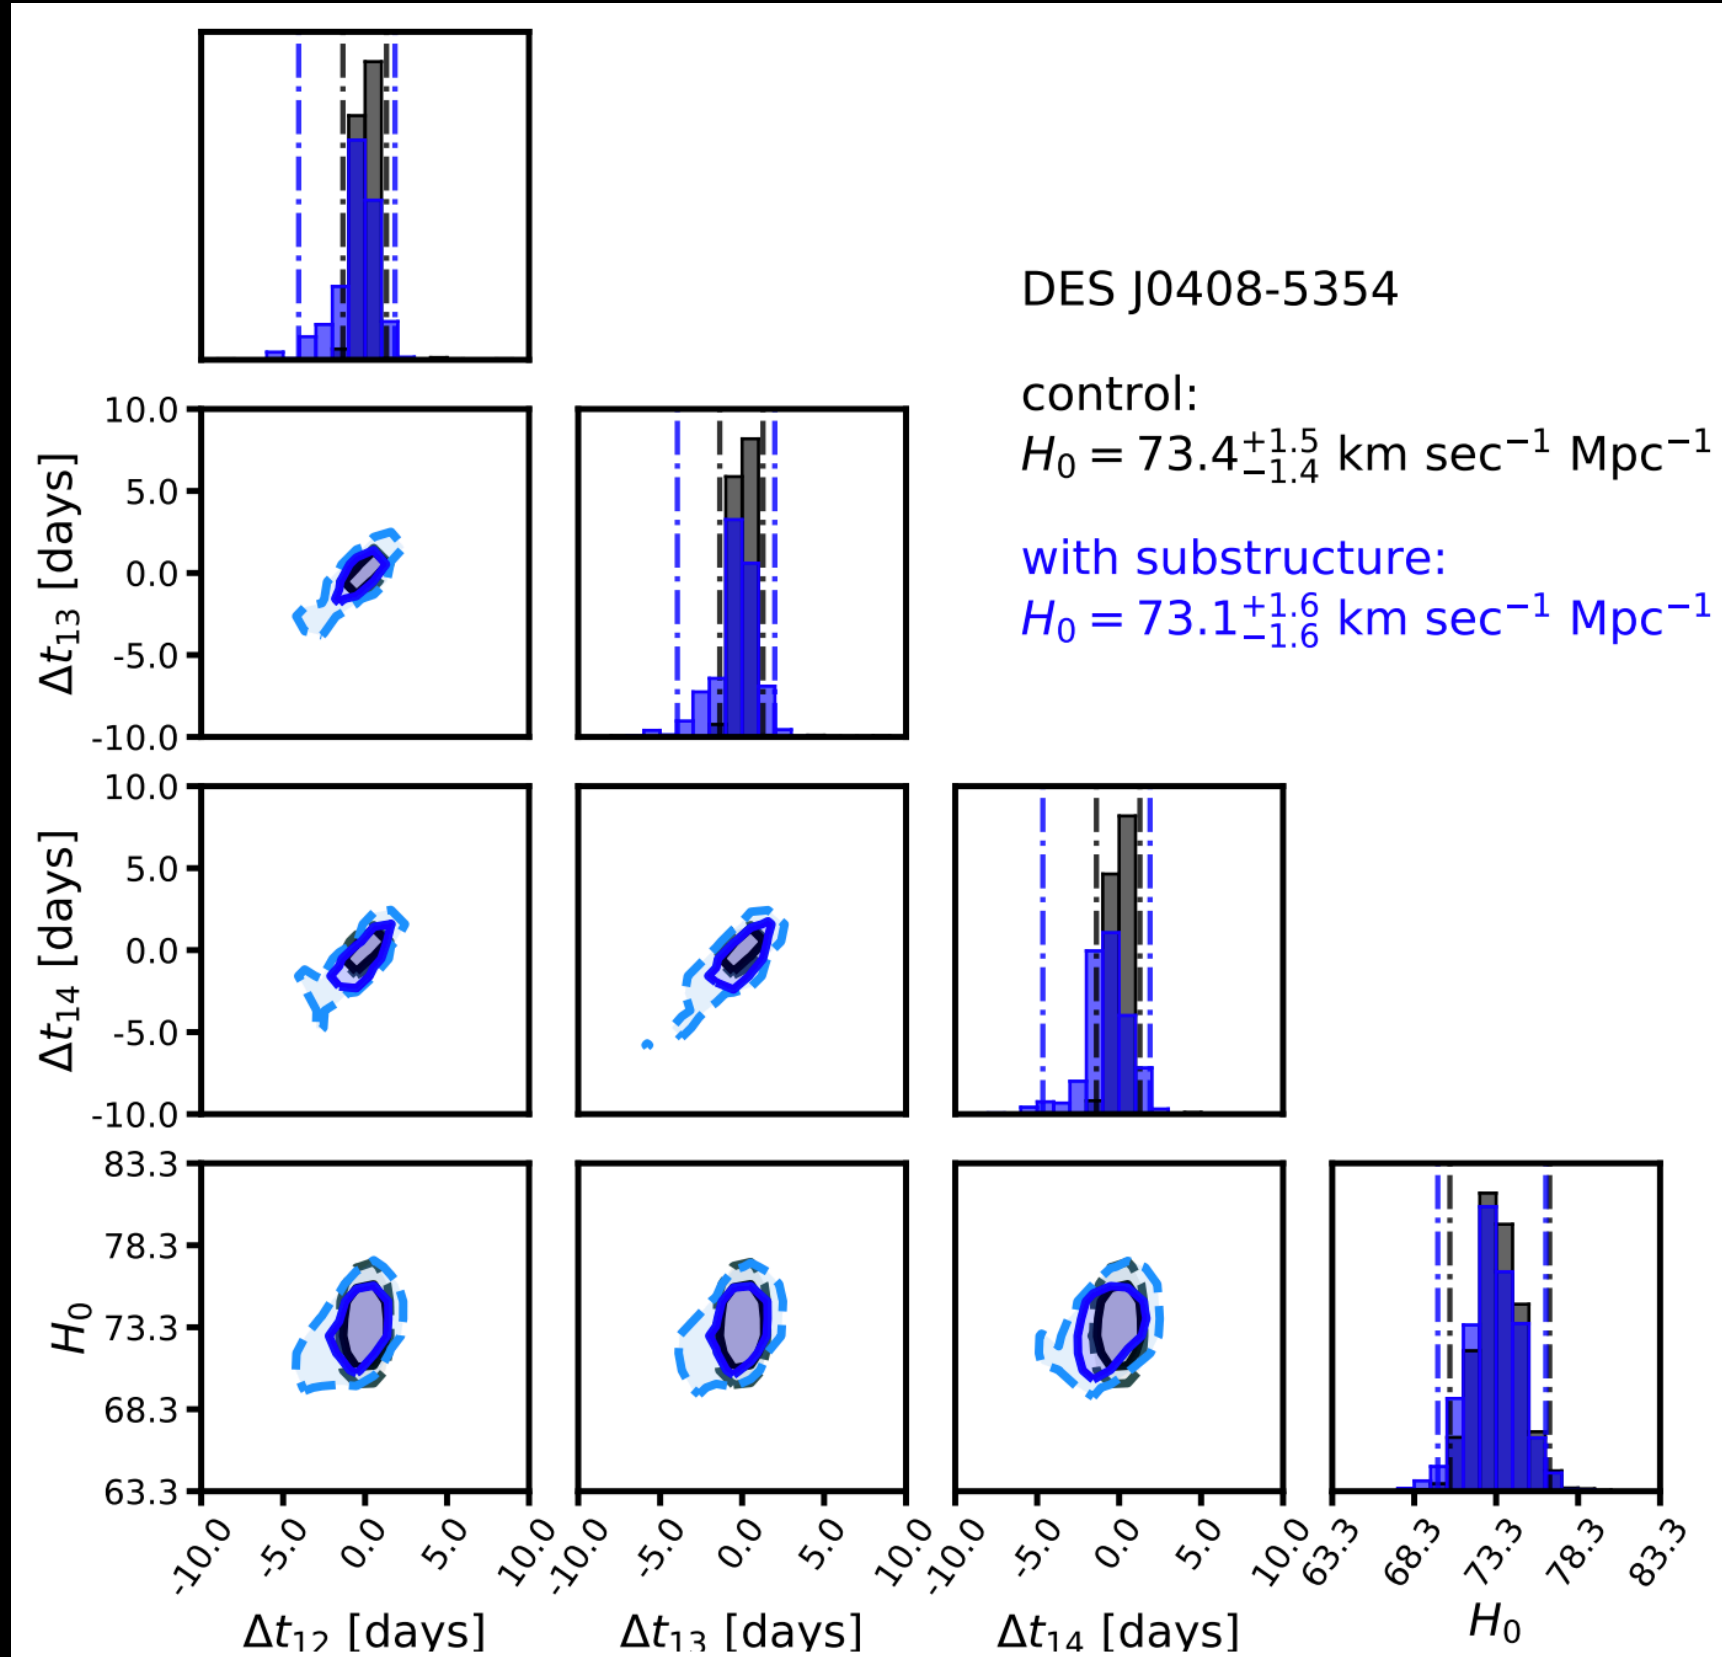 DES J0408-5354
control:
H₀ = 73.4⁺¹·⁵₋₁.₄ km sec⁻¹ Mpc⁻¹
with substructure:
H₀ = 73.1⁺¹·⁶₋₁.₆ km sec⁻¹ Mpc⁻¹
10.0
5.0
0.0
-5.0
-10.0
Δt₁₃ [days]
10.0
5.0
0.0
-5.0
-10.0
Δt₁₄ [days]
83.3
78.3
73.3
68.3
63.3
H₀
-10.0 -5.0 0.0 5.0 10.0
-10.0 -5.0 0.0 5.0
-10.0 -5.0 0.0 5.0 10.0
63.3 68.3 73.3 78.3 83.3
Δt₁₂ [days]
Δt₁₃ [days]
Δt₁₄ [days]
H₀